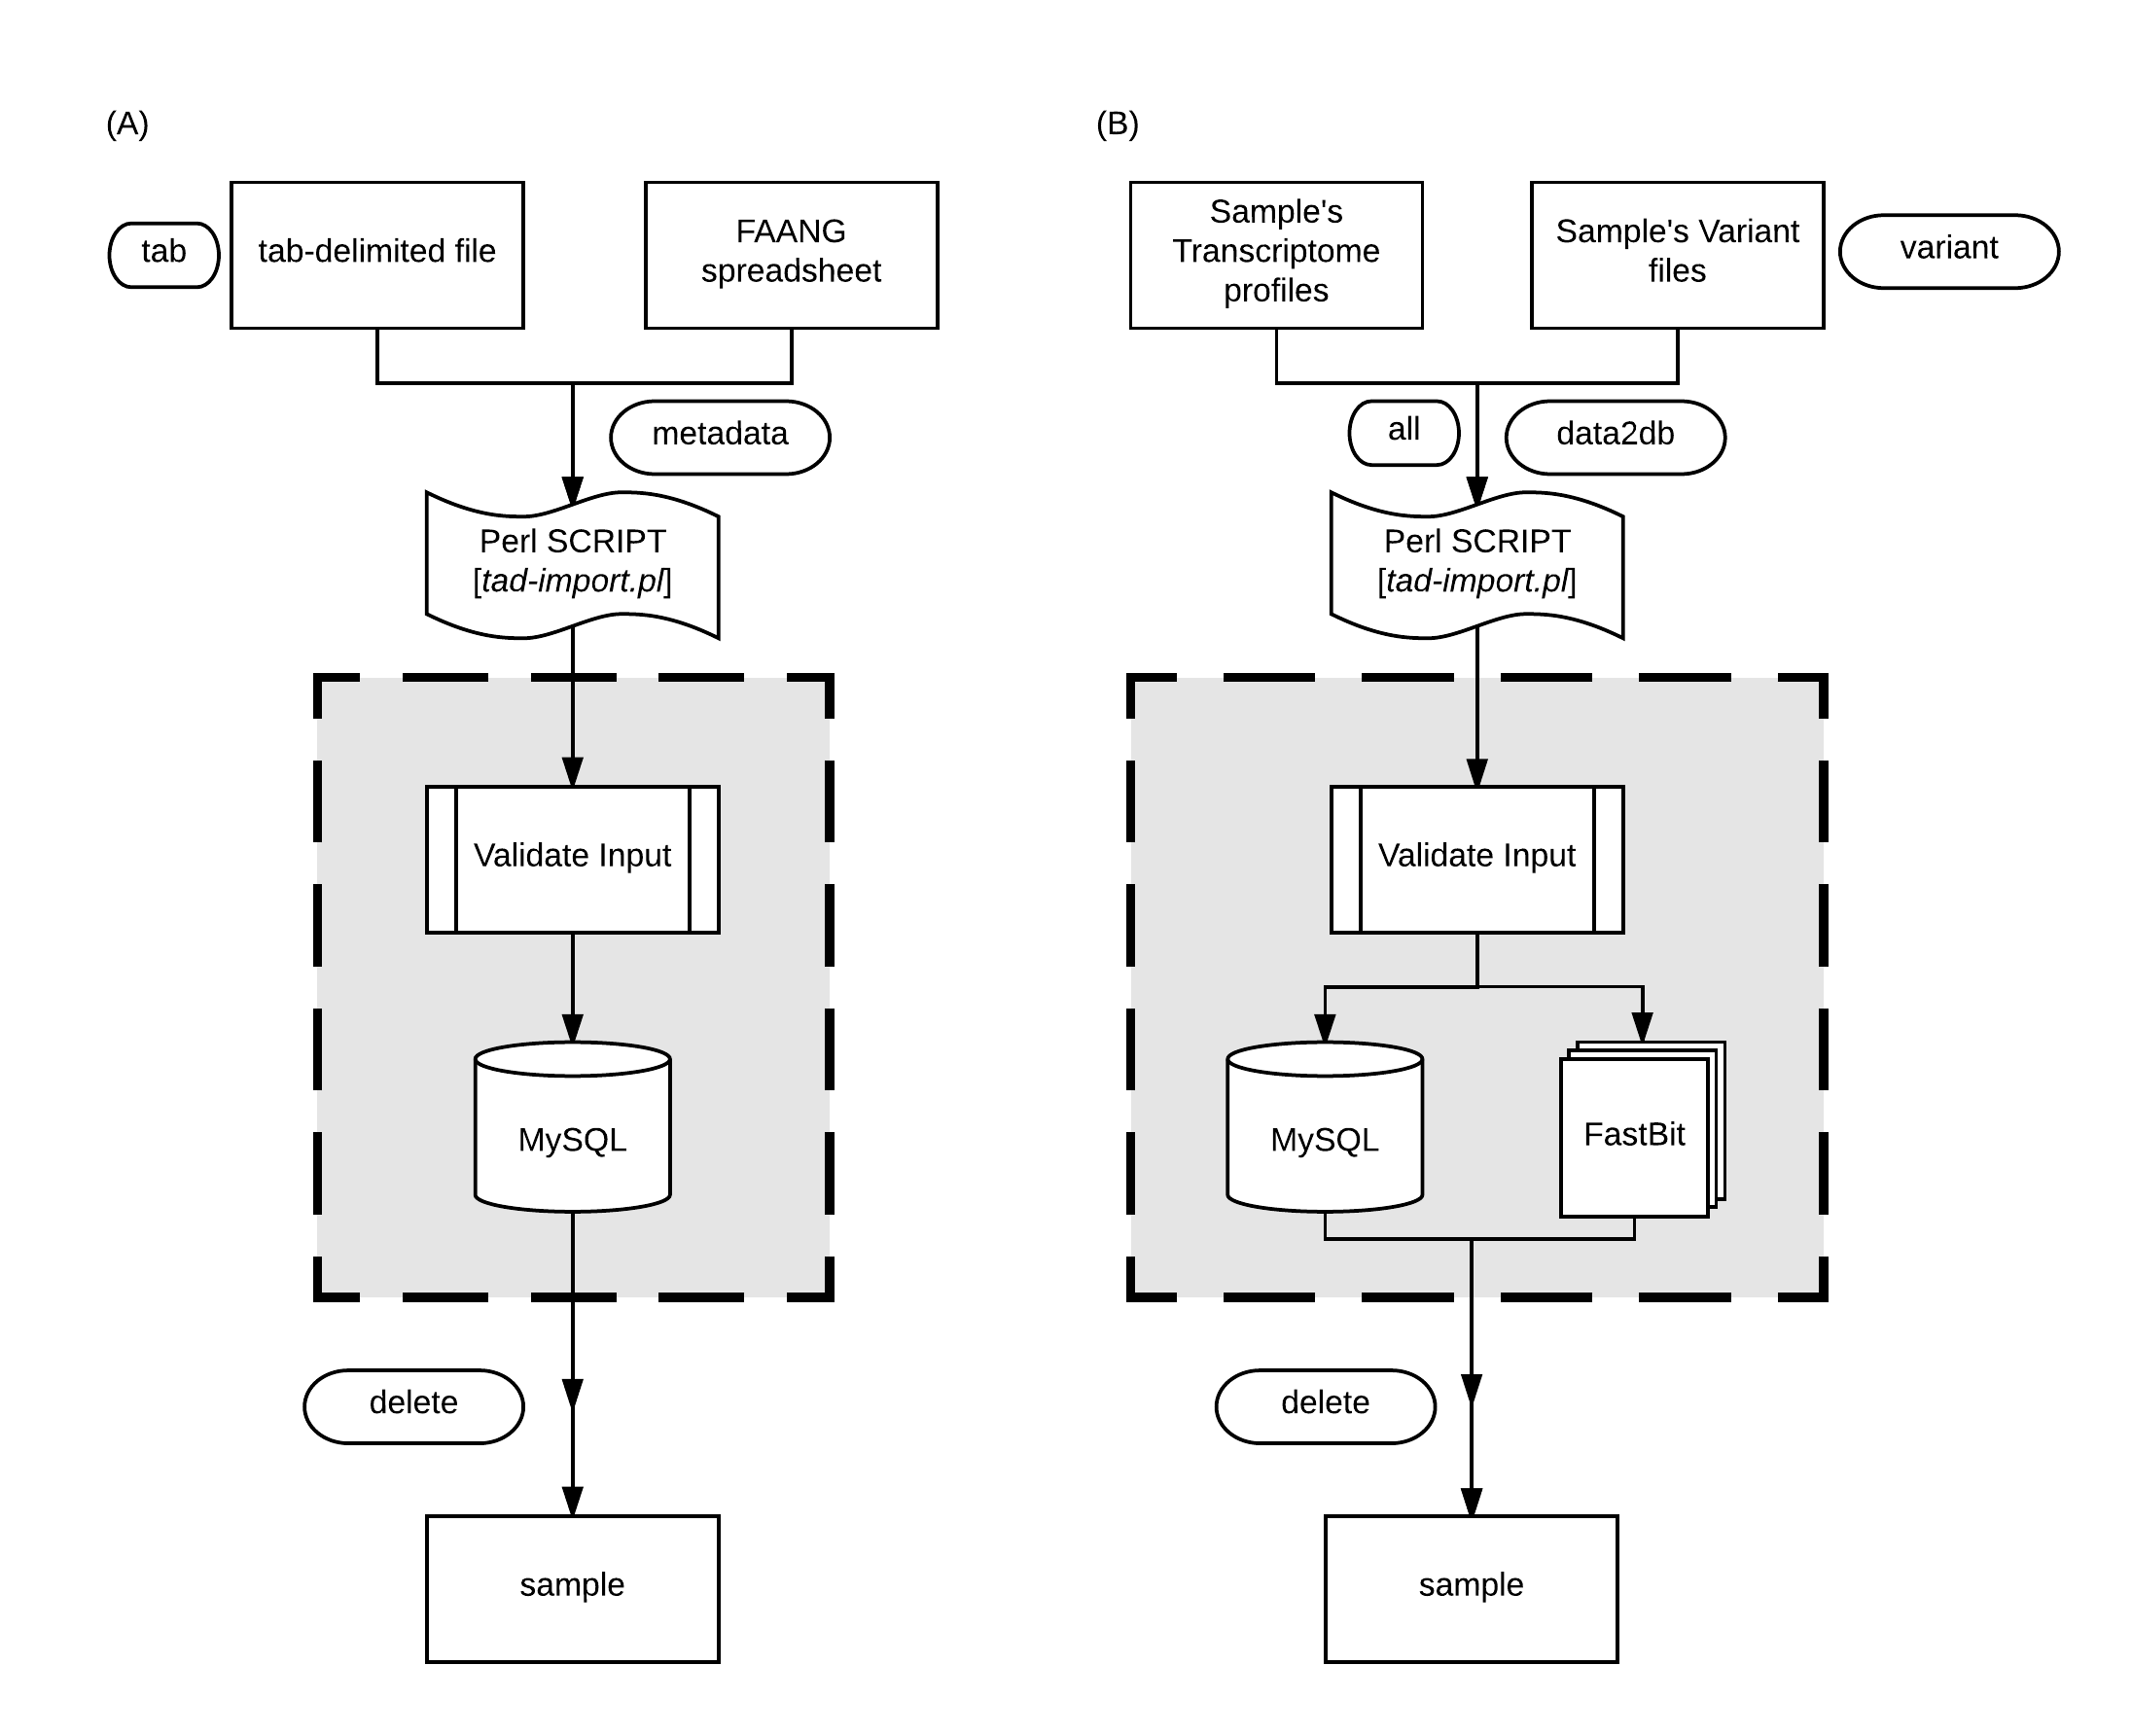 (A)
tab
tab-delimited file
FAANG
spreadsheet
metadata
Perl SCRIPT
[tad-import.pl]
Validate Input
MySQL
delete
sample
(B)
Sample's
Transcriptome
profiles
Sample's Variant
files
variant
all
data2db
Perl SCRIPT
[tad-import.pl]
Validate Input
MySQL
FastBit
delete
sample